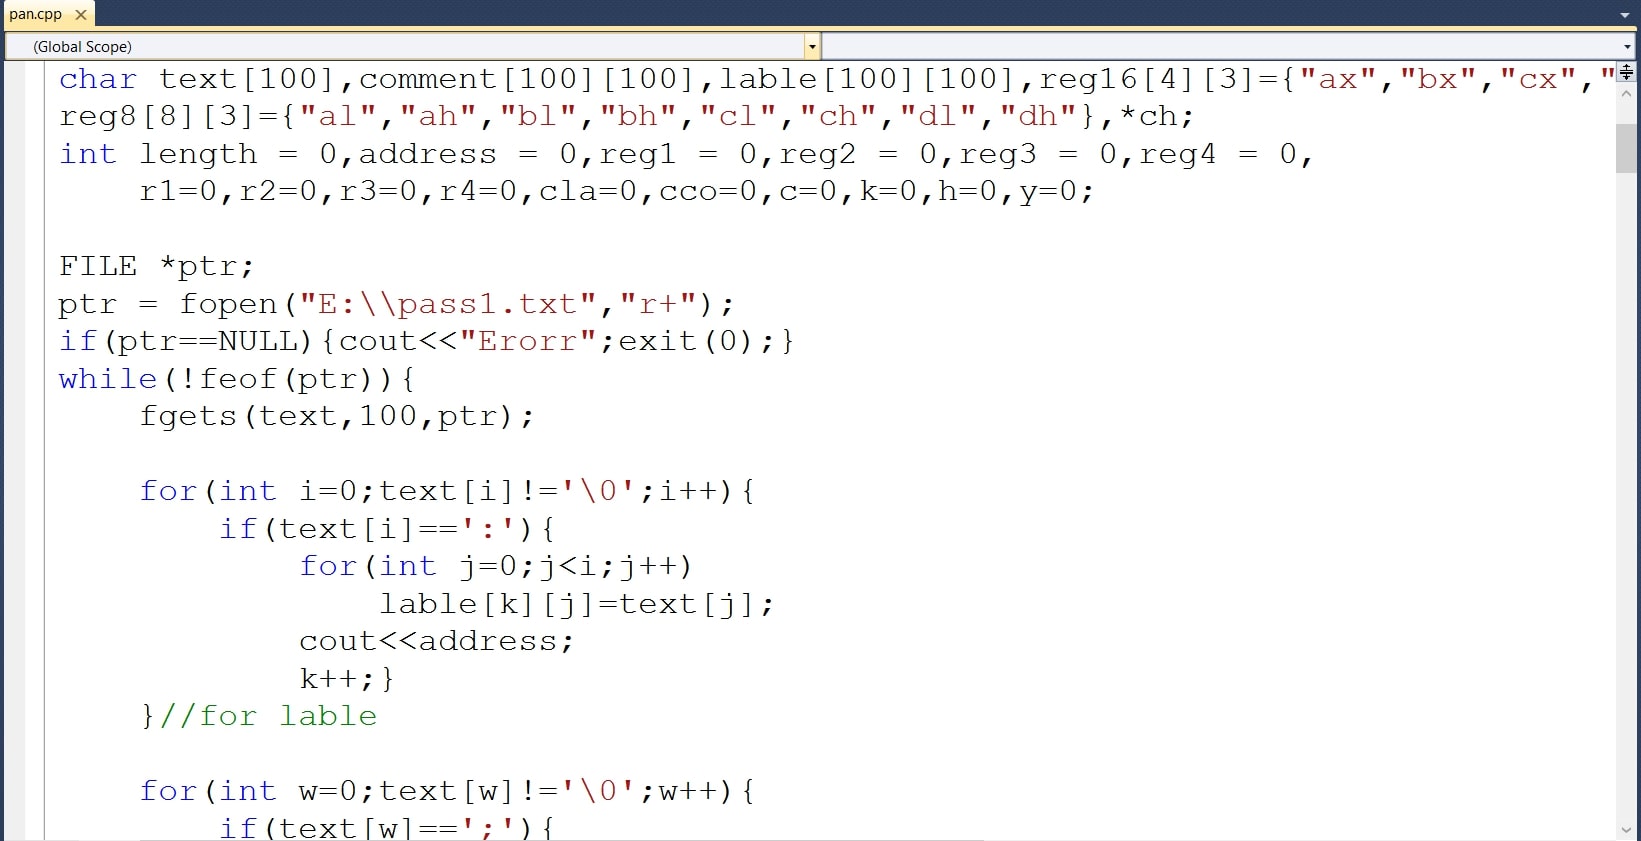 pan.cpp
(Global Scope)
char text[100],comment[100][100],lable[100][100],reg16[4][3]={"ax","bx","cx","
reg8[8][3]={"al","ah","bl","bh","cl","ch","dl","dh"},*ch;
int length = 0,address = 0,reg1 = 0,reg2 = 0,reg3 = 0,reg4 = 0,
    r1=0,r2=0,r3=0,r4=0,cla=0,cco=0,c=0,k=0,h=0,y=0;
FILE *ptr;
ptr = fopen("E:\\pass1.txt","r+");
if(ptr==NULL){cout<<"Erorr";exit(0);}
while(!feof(ptr)){
    fgets(text,100,ptr);
    for(int i=0;text[i]!='\0';i++){
        if(text[i]==':'){
            for(int j=0;j<i;j++)
                lable[k][j]=text[j];
            cout<<address;
            k++;}
    }//for lable
    for(int w=0;text[w]!='\0';w++){
        if(text[w]==';'){